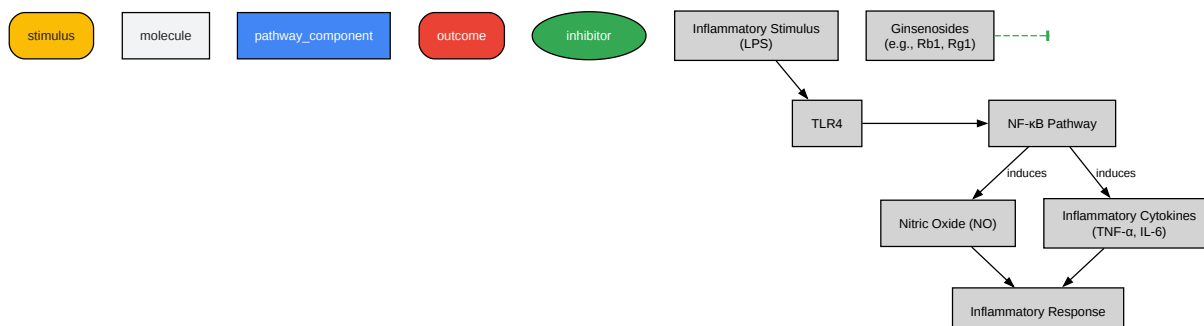 stimulus
molecule
pathway_component
outcome
inhibitor
Inflammatory Stimulus
(LPS)
Ginsenosides
(e.g., Rb1, Rg1)
TLR4
NF-κB Pathway
induces
induces
Nitric Oxide (NO)
Inflammatory Cytokines
(TNF-α, IL-6)
Inflammatory Response